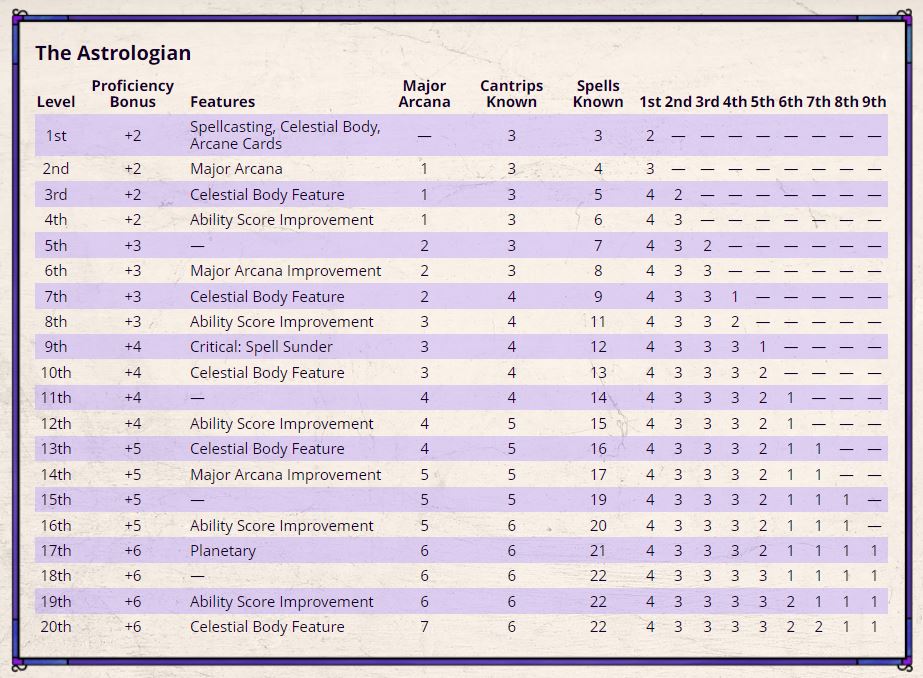 The Astrologian
Proficiency Major Cantrips Spells
Level Bonus Features Arcana Known Known 1st 2nd 3rd 4th 5th 6th 7th 8th 9th
1st +2 Spellcasting, Celestial Body, — 3 3 2 — — — — — — — —
Arcane Cards
2nd +2 Major Arcana 1 3 4 3 — — — — — — — —
3rd +2 Celestial Body Feature 1 3 5 4 2 — — — — — — —
4th +2 Ability Score Improvement 1 3 6 4 3 — — — — — — —
5th +3 — 2 3 7 4 3 2 — — — — — —
6th +3 Major Arcana Improvement 2 3 8 4 3 3 — — — — — —
7th +3 Celestial Body Feature 2 4 9 4 3 3 1 — — — — —
8th +3 Ability Score Improvement 3 4 11 4 3 3 2 — — — — —
9th +4 Critical: Spell Sunder 3 4 12 4 3 3 3 1 — — — —
10th +4 Celestial Body Feature 3 4 13 4 3 3 3 2 — — — —
11th +4 — 4 4 14 4 3 3 3 2 1 — — —
12th +4 Ability Score Improvement 4 5 15 4 3 3 3 2 1 — — —
13th +5 Celestial Body Feature 4 5 16 4 3 3 3 2 1 1 — —
14th +5 Major Arcana Improvement 5 5 17 4 3 3 3 2 1 1 — —
15th +5 — 5 5 19 4 3 3 3 2 1 1 1 —
16th +5 Ability Score Improvement 5 6 20 4 3 3 3 2 1 1 1 —
17th +6 Planetary 6 6 21 4 3 3 3 2 1 1 1 1
18th +6 — 6 6 22 4 3 3 3 3 1 1 1 1
19th +6 Ability Score Improvement 6 6 22 4 3 3 3 3 2 1 1 1
20th +6 Celestial Body Feature 7 6 22 4 3 3 3 3 2 2 1 1